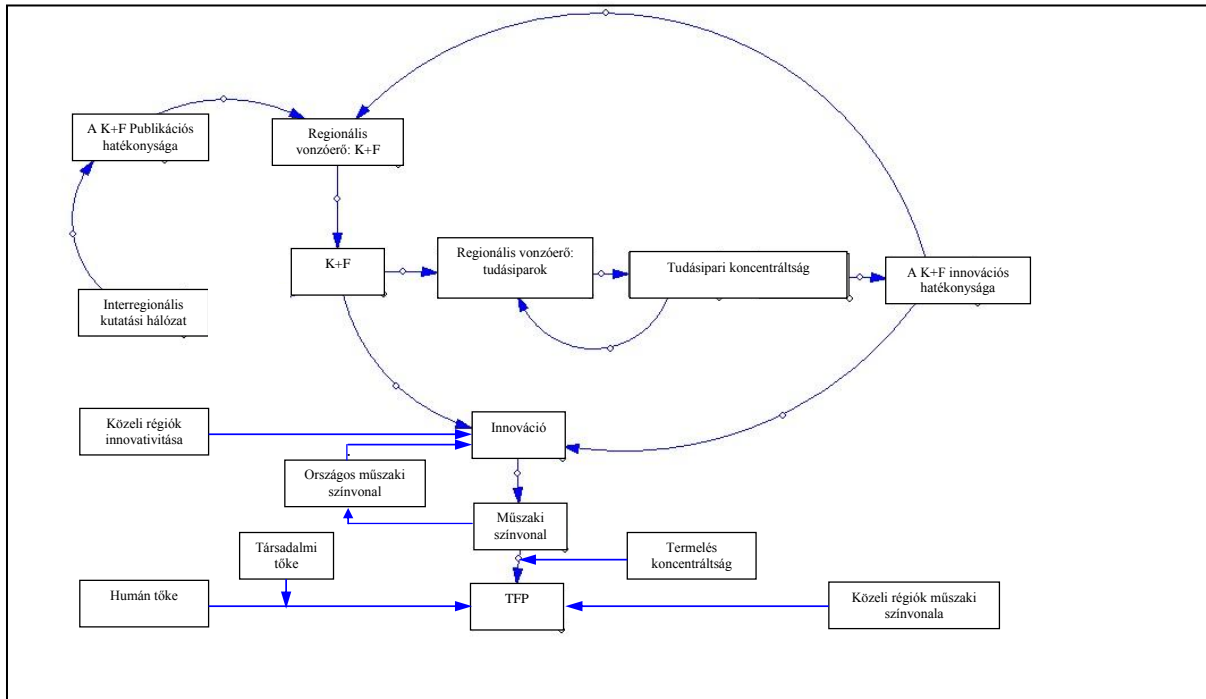 A K+F Publikációs
hatékonysága
Regionális
vonzóerő: K+F
K+F
Regionális vonzóerő:
tudásiparok
Tudásipari koncentráltság
A K+F innovációs
hatékonysága
Interregionális
kutatási hálózat
Közeli régiók
innovativitása
Innováció
Országos műszaki
színvonal
Műszaki
színvonal
Társadalmi
tőke
Termelés
koncentráltság
Humán tőke
TFP
Közeli régiók műszaki
színvonala